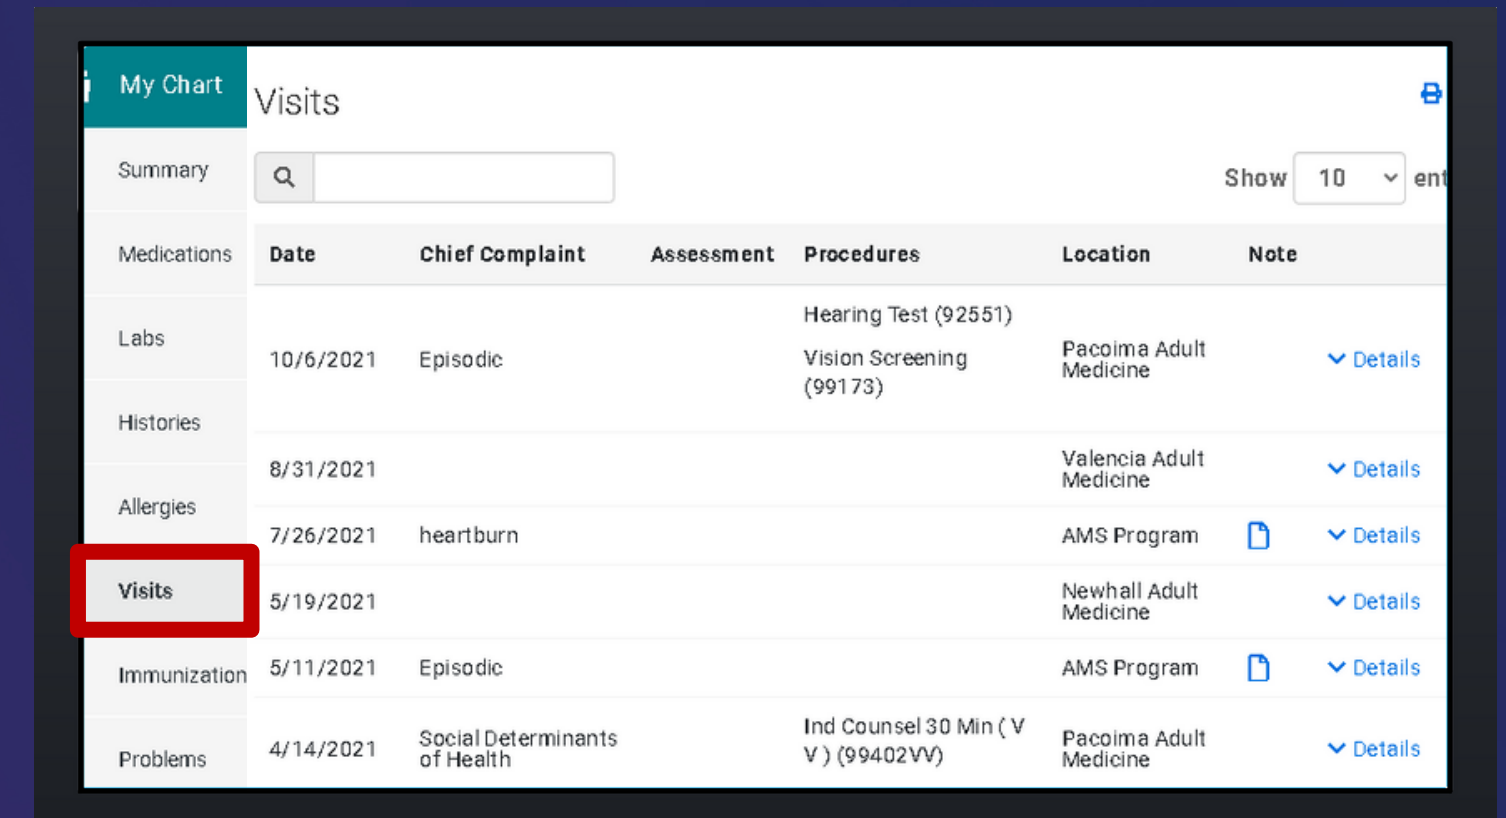 My Chart
Summary
Medications
Labs
Histories
Allergies
Visits
Immunization
Problems
Visits
Show 10 ent
Date Chief Complaint Assessment Procedures Location Note
Hearing Test (92551)
10/6/2021 Episodic Vision Screening Pacoima Adult Details
(99173) Medicine
8/31/2021 Valencia Adult Details
Medicine
7/26/2021 heartburn AMS Program Details
5/19/2021 Newhall Adult Details
Medicine
5/11/2021 Episodic AMS Program Details
4/14/2021 Social Determinants Ind Counsel 30 Min ( V Pacoima Adult Details
of Health V ) (99402VV) Medicine